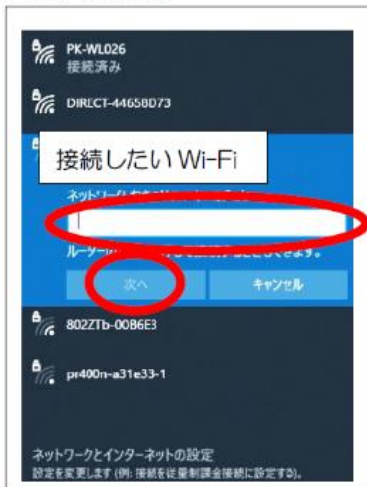 PK-WL026
接続済み
DIRECT-44658D73
接続したい Wi-Fi
次へ
キャンセル
802ZTb-00B6E3
pr400n-a31e33-1
ネットワークとインターネットの設定
設定を変更します (例: 接続を従量制課金接続に設定する)。